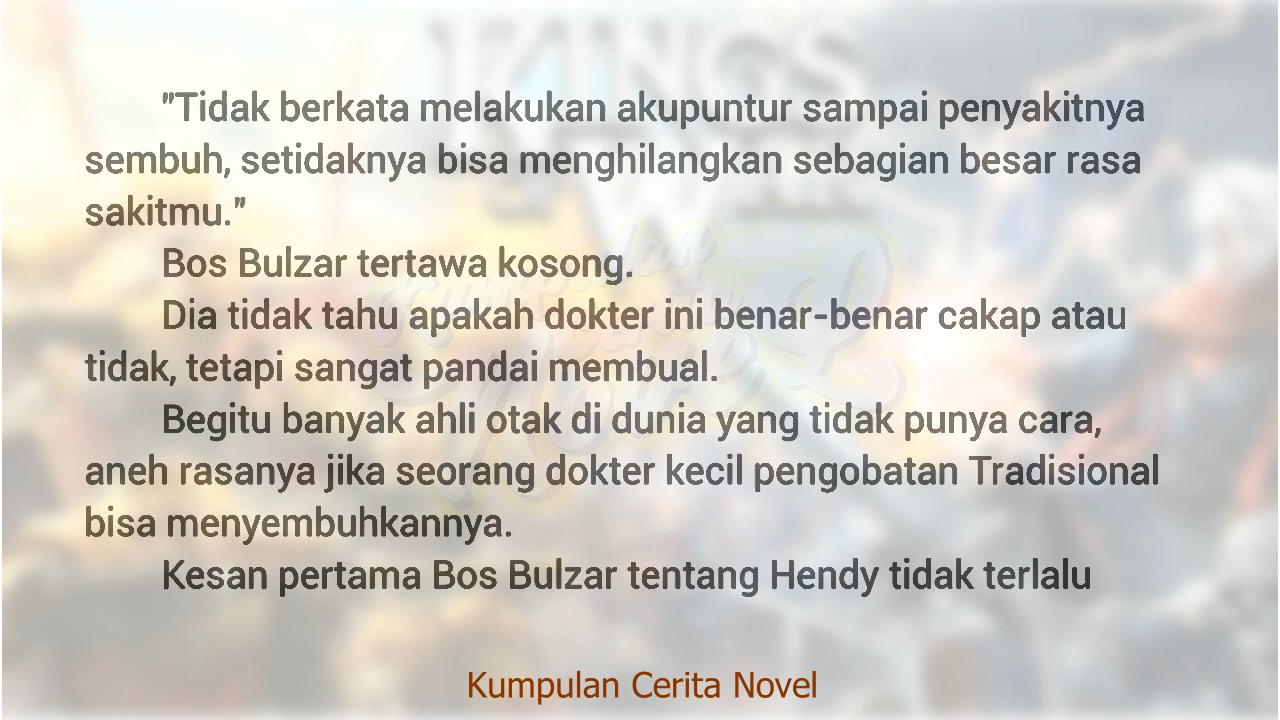 "Tidak berkata melakukan akupuntur sampai penyakitnya
sembuh, setidaknya bisa menghilangkan sebagian besar rasa
sakitmu."
Bos Bulzar tertawa kosong.
Dia tidak tahu apakah dokter ini benar-benar cakap atau
tidak, tetapi sangat pandai membual.
Begitu banyak ahli otak di dunia yang tidak punya cara,
aneh rasanya jika seorang dokter kecil pengobatan Tradisional
bisa menyembuhkannya.
Kesan pertama Bos Bulzar tentang Hendy tidak terlalu
Kumpulan Cerita Novel